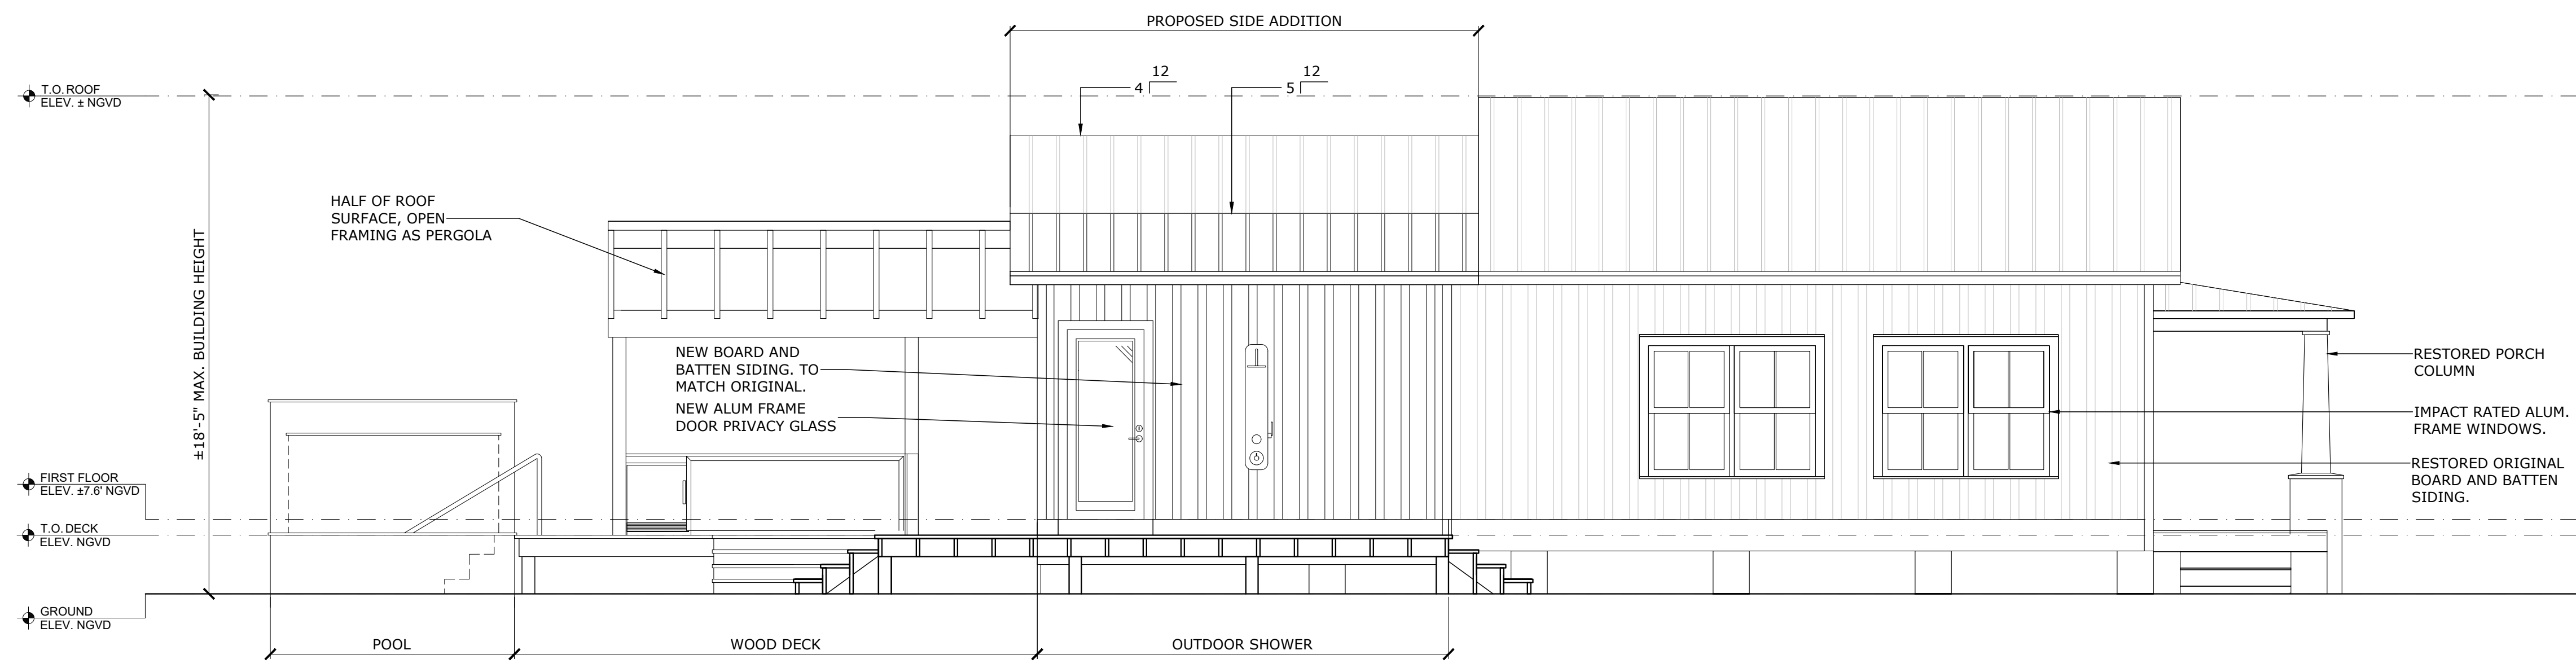 PROPOSED SIDE ADDITION
12
4
12
5
T.O. ROOF
ELEV. ± NGVD
HALF OF ROOF
SURFACE, OPEN
FRAMING AS PERGOLA
±18'-5" MAX. BUILDING HEIGHT
NEW BOARD AND
BATTEN SIDING. TO
MATCH ORIGINAL.
NEW ALUM FRAME
DOOR PRIVACY GLASS
RESTORED PORCH
COLUMN
IMPACT RATED ALUM.
FRAME WINDOWS.
RESTORED ORIGINAL
BOARD AND BATTEN
SIDING.
FIRST FLOOR
ELEV. ±7.6' NGVD
T.O. DECK
ELEV. NGVD
GROUND
ELEV. NGVD
POOL
WOOD DECK
OUTDOOR SHOWER